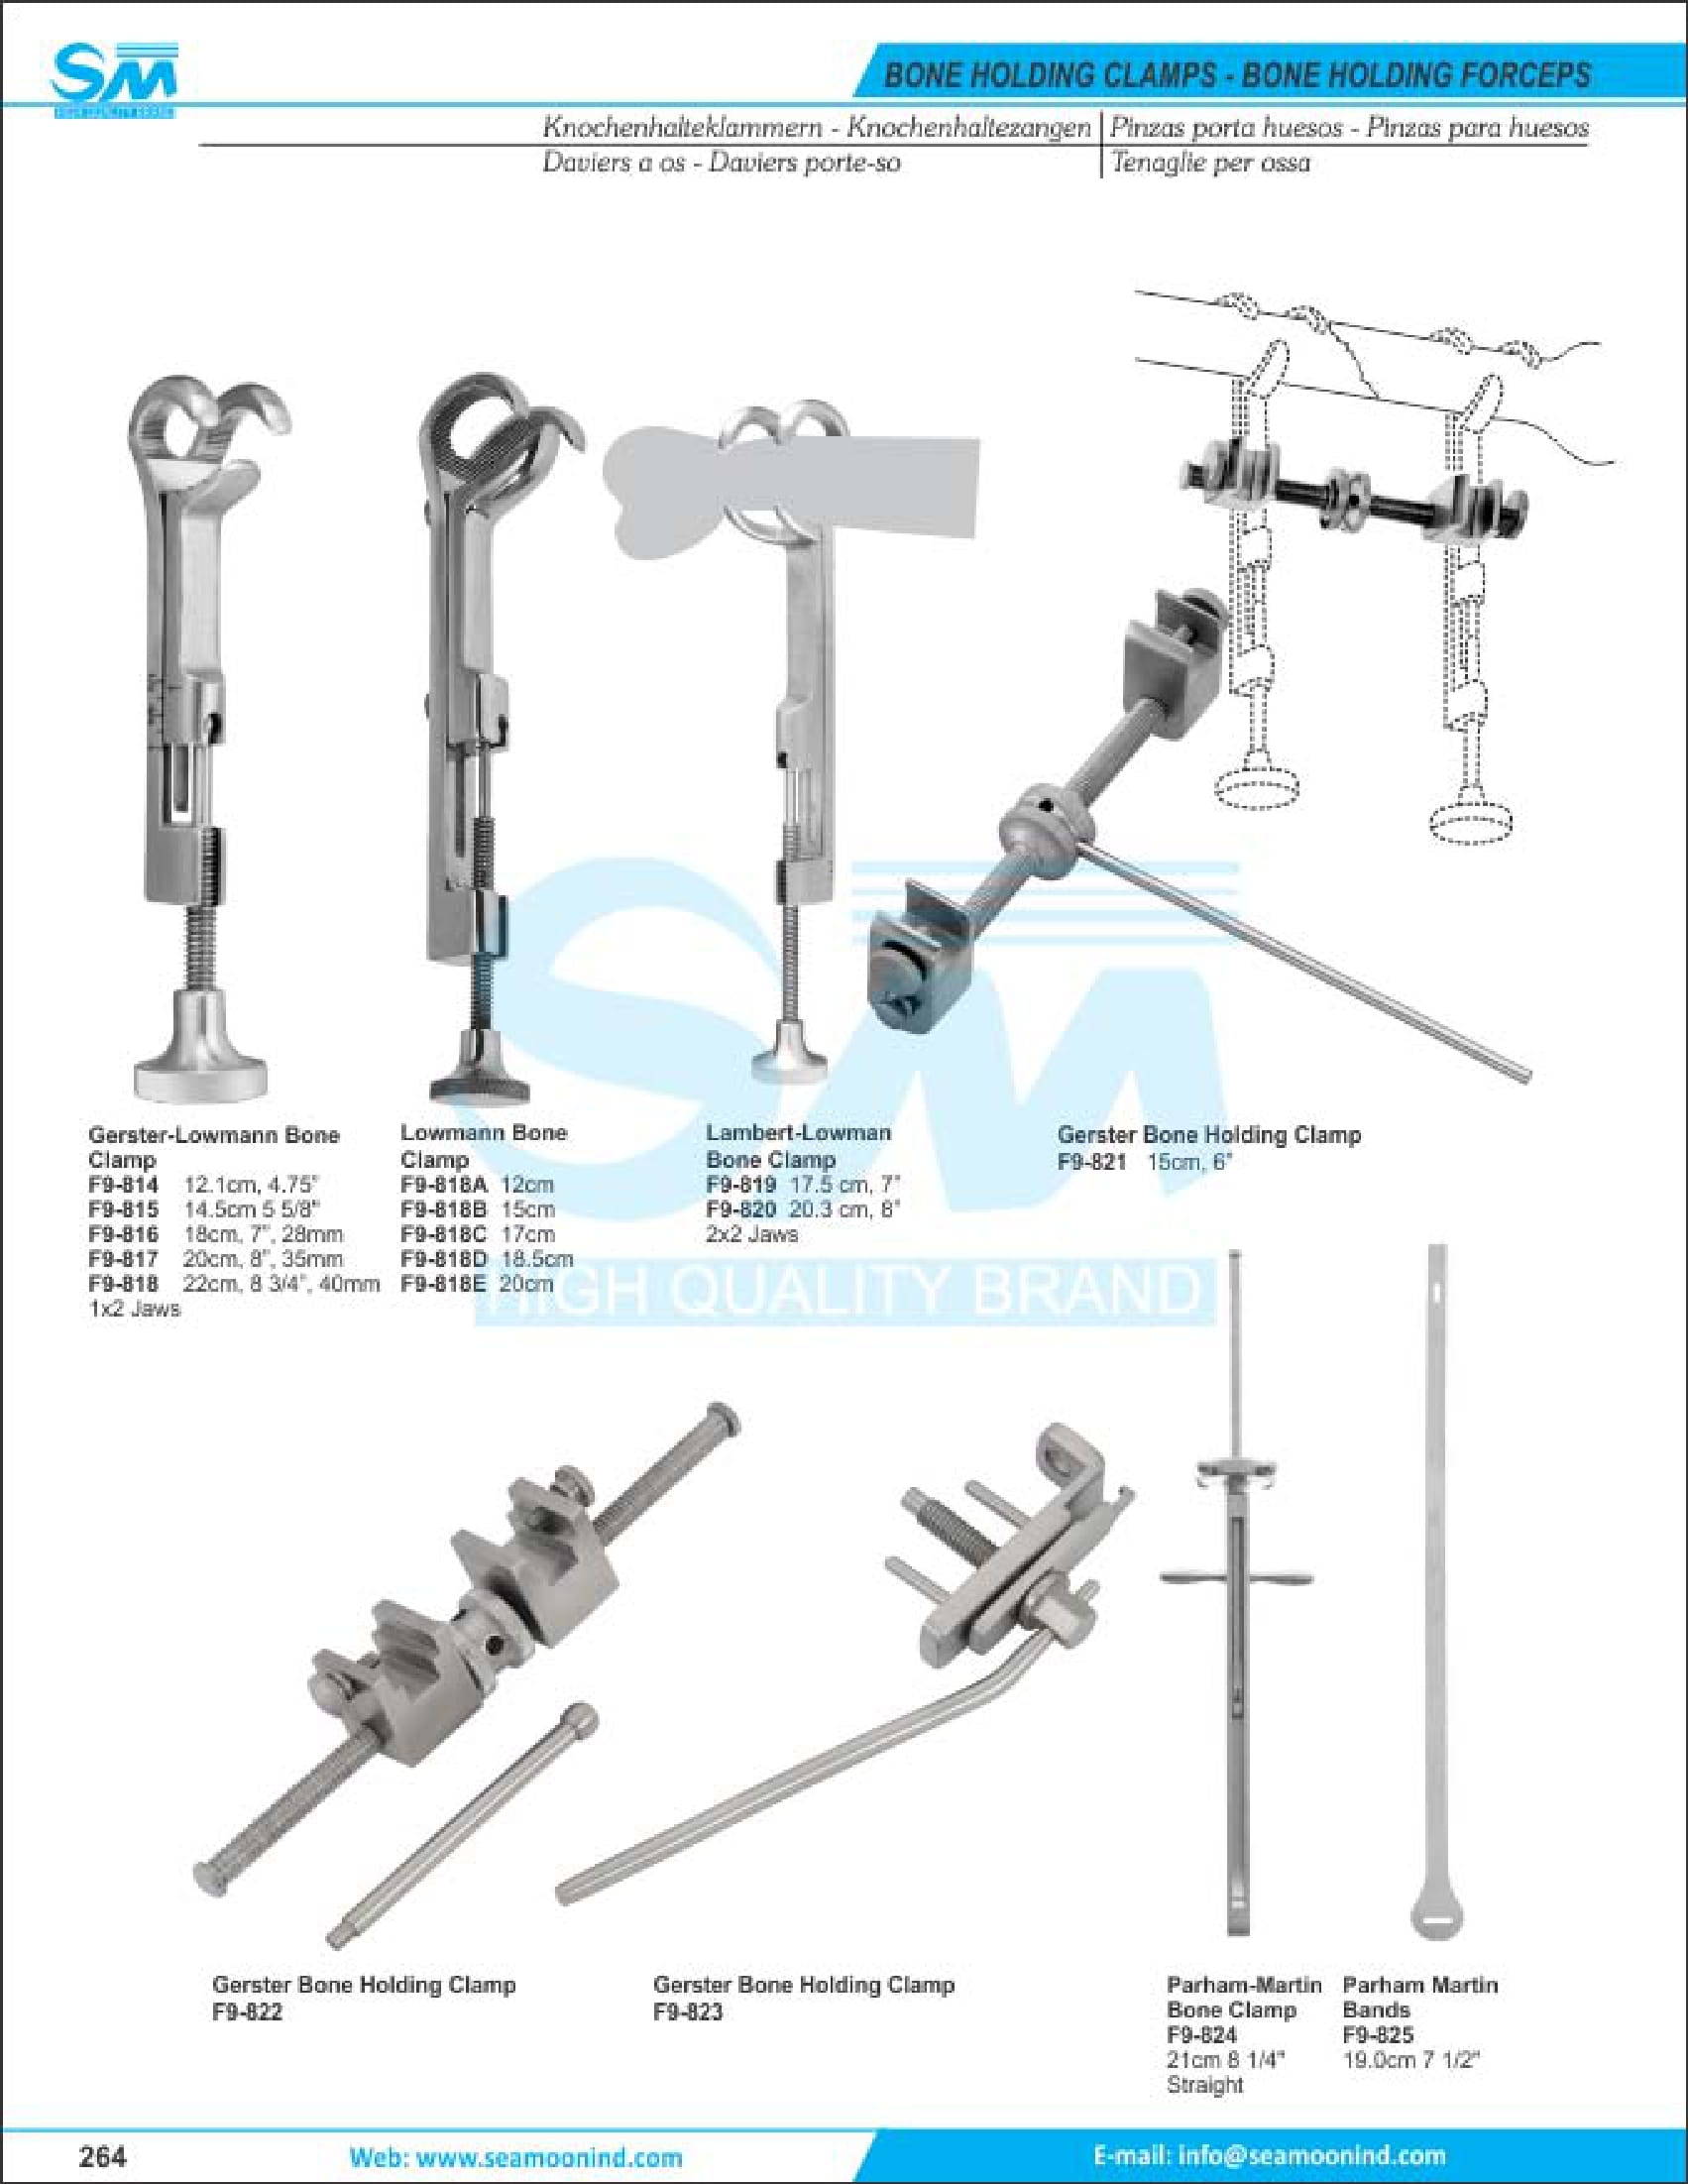 SM
HIGH QUALITY BRAND
BONE HOLDING CLAMPS - BONE HOLDING FORCEPS
Knochenhalteklammern - Knochenhaltezangen
Pinzas porta huesos - Pinzas para huesos
Daviers a os - Daviers porte-so
Tenaglie per ossa
Gerster-Lowmann Bone
Clamp
F9-814 12.1cm, 4.75"
F9-815 14.5cm 5 5/8"
F9-816 18cm, 7", 28mm
F9-817 20cm, 8", 35mm
F9-818 22cm, 8 3/4", 40mm
1x2 Jaws
Lowmann Bone
Clamp
F9-818A 12cm
F9-818B 15cm
F9-818C 17cm
F9-818D 18.5cm
F9-818E 20cm
Lambert-Lowman
Bone Clamp
F9-819 17.5 cm, 7"
F9-820 20.3 cm, 8"
2x2 Jaws
Gerster Bone Holding Clamp
F9-821 15cm, 6"
SM
HIGH QUALITY BRAND
Gerster Bone Holding Clamp
F9-822
Gerster Bone Holding Clamp
F9-823
Parham-Martin
Bone Clamp
F9-824
21cm 8 1/4"
Straight
Parham Martin
Bands
F9-825
19.0cm 7 1/2"
264
Web: www.seamoonind.com
E-mail: info@seamoonind.com